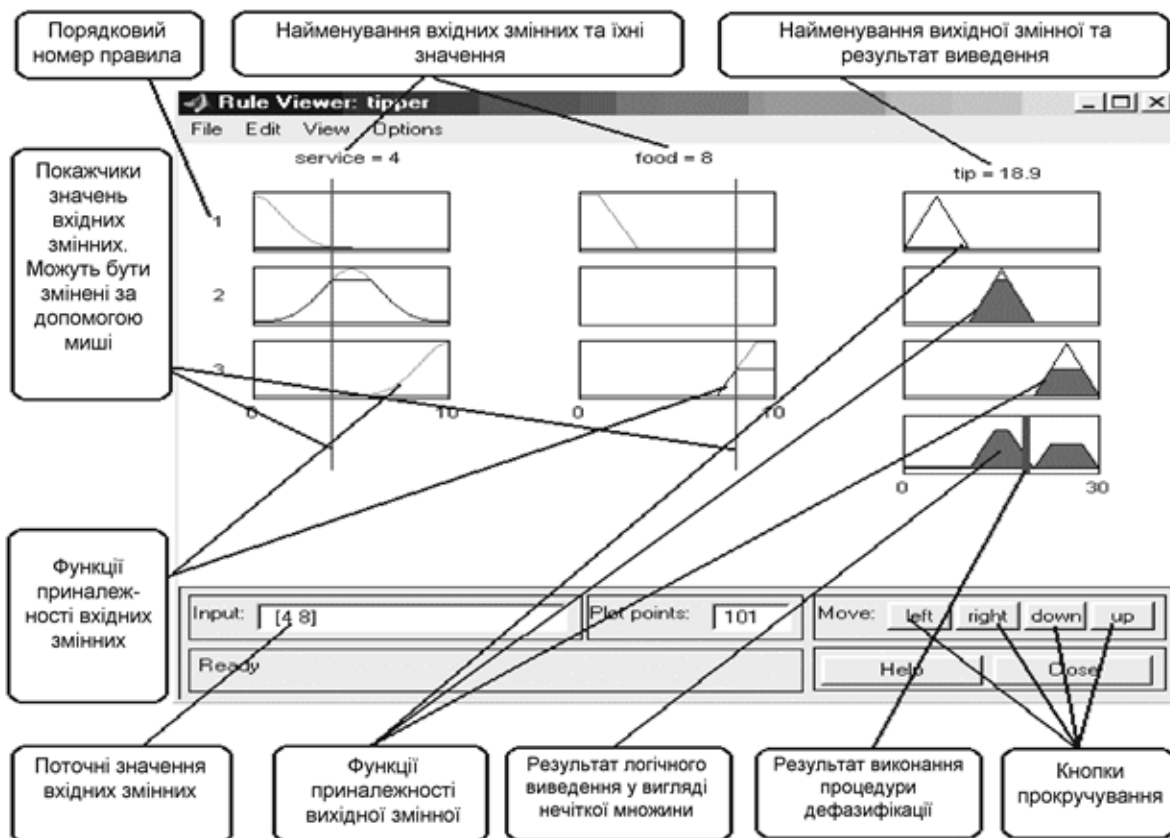 Порядковий
номер правила
Найменування вхідних змінних та їхні
значення
Найменування вихідної змінної та
результат виведення
Rule Viewer: tipper
File Edit View Options
service = 4
food = 8
tip = 18.9
Покажчики
значень
вхідних
змінних.
Можуть бути
змінені за
допомогою
миші
1
2
3
0
10
0
10
0
30
Функції
приналеж-
ності вхідних
змінних
Input:
[4 8]
Plot points:
101
Move:
left
right
down
up
Ready
Help
Close
Поточні значення
вхідних змінних
Функції
приналежності
вихідної змінної
Результат логічного
виведення у вигляді
нечіткої множини
Результат виконання
процедури
дефазифікації
Кнопки
прокручування